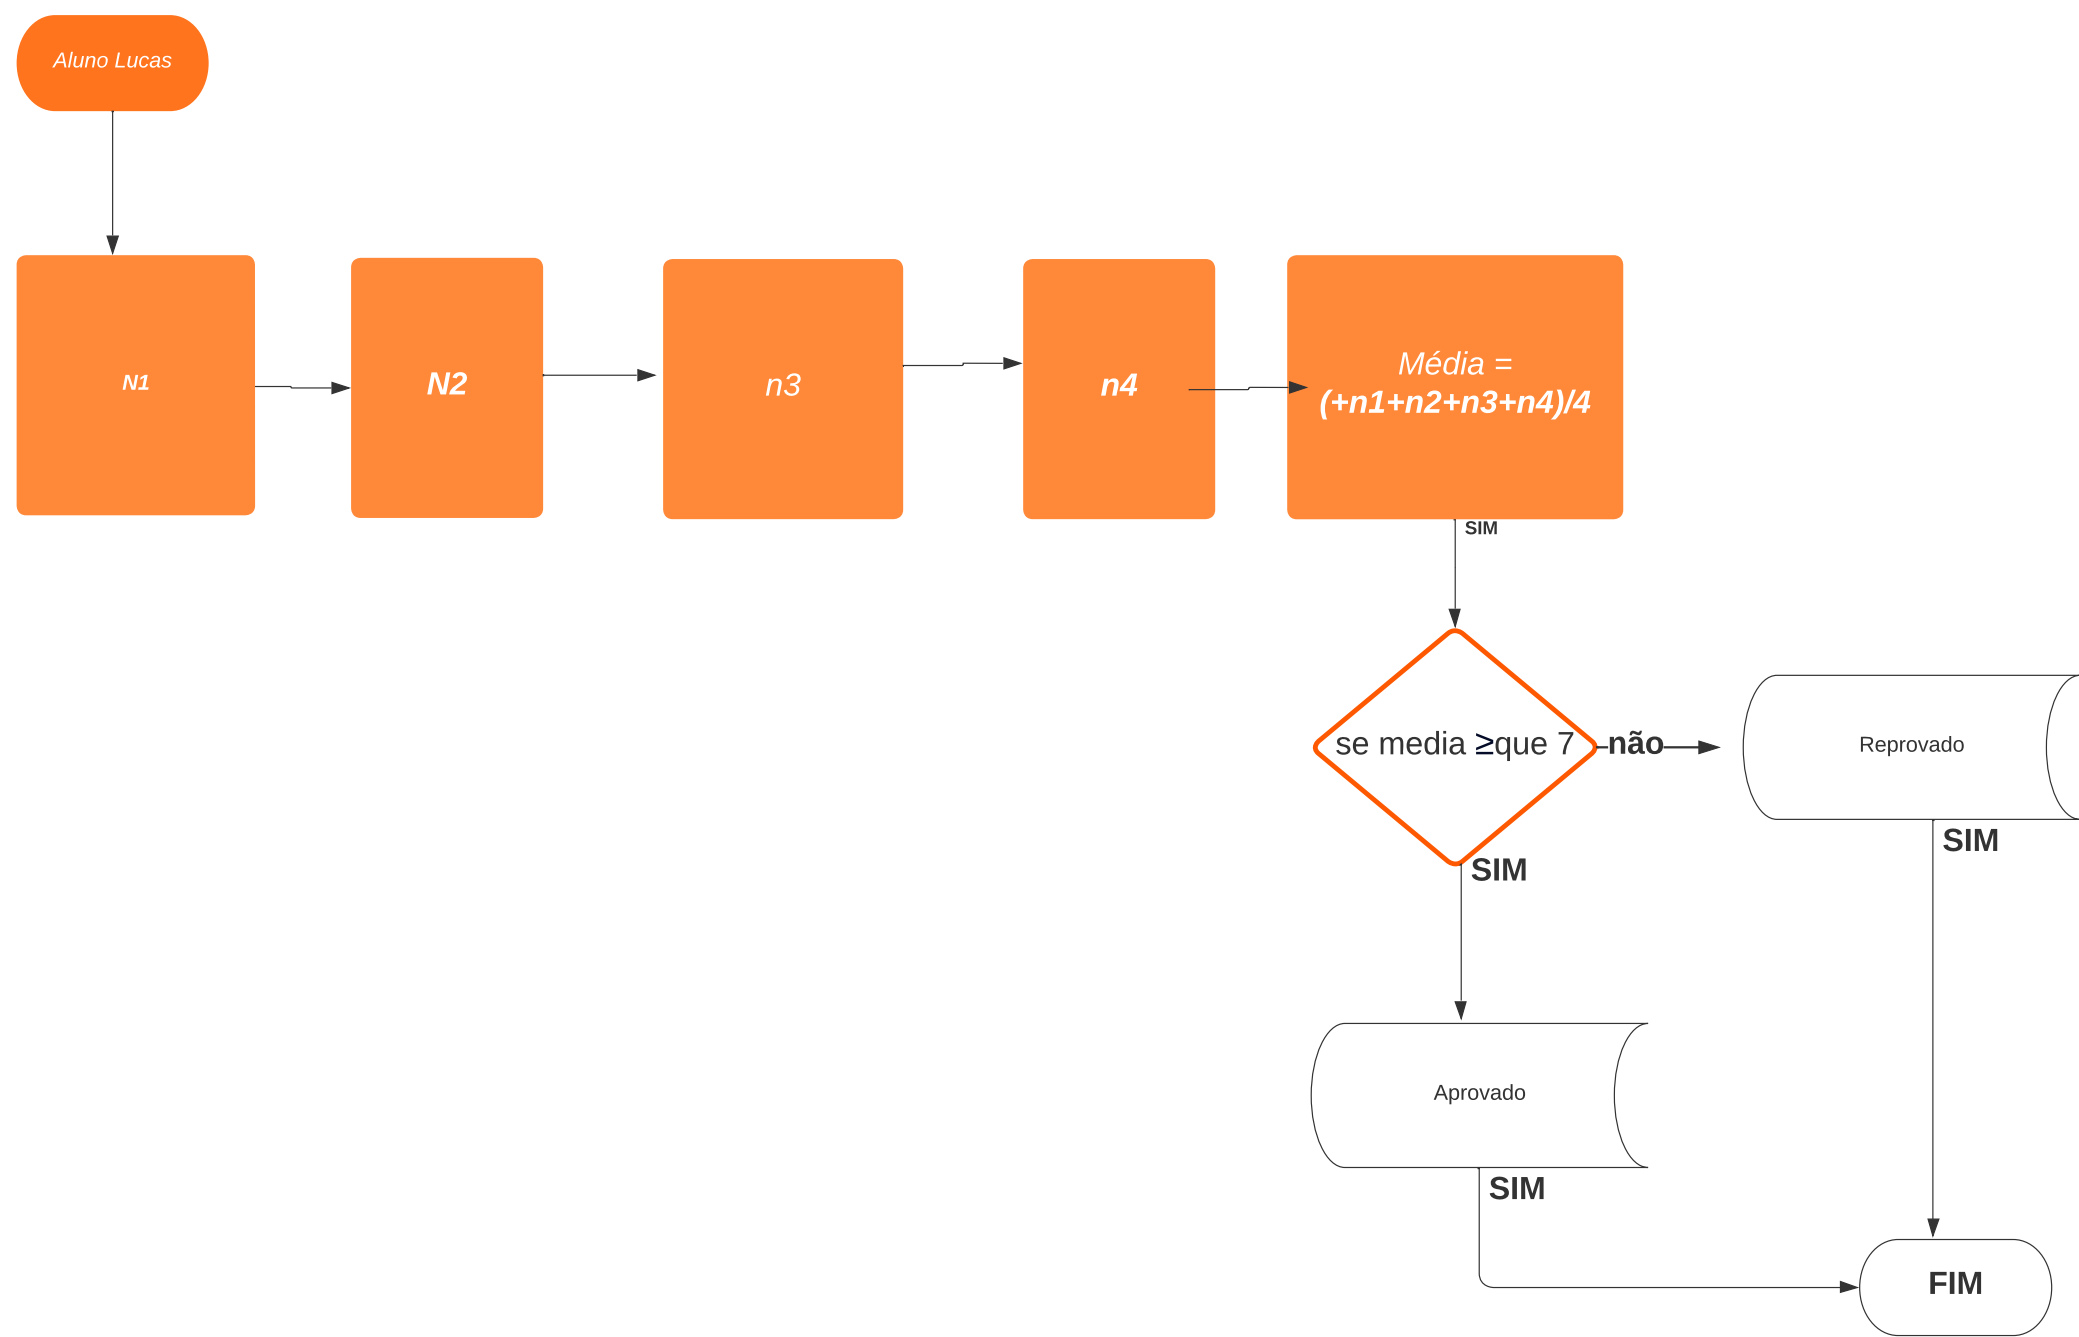 Aluno Lucas
N1
N2
n3
n4
Média =
(+n1+n2+n3+n4)/4
SIM
se media ≥que 7
não
Reprovado
SIM
SIM
Aprovado
SIM
FIM